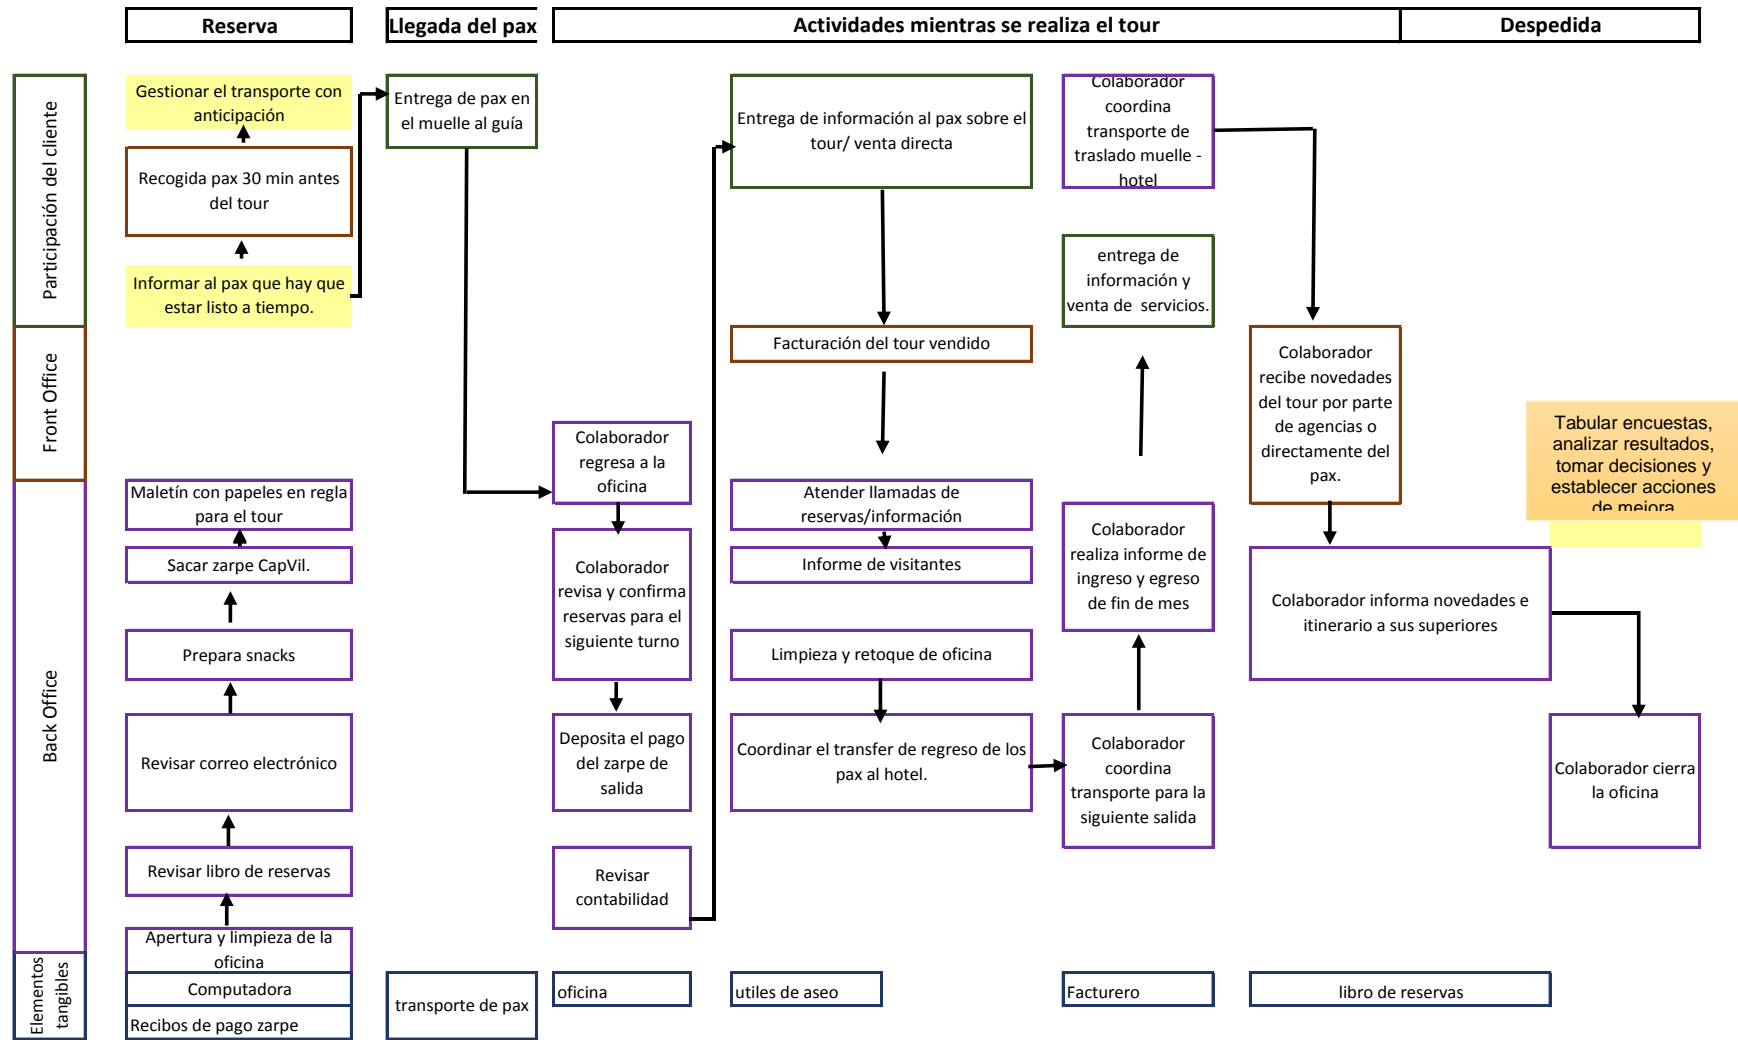 Reserva
Llegada del pax
Actividades mientras se realiza el tour
Despedida
Participación del cliente
Front Office
Back Office
Elementos
tangibles
Gestionar el transporte con
anticipación
Recogida pax 30 min antes
del tour
Informar al pax que hay que
estar listo a tiempo.
Maletín con papeles en regla
para el tour
Sacar zarpe CapVil.
Prepara snacks
Revisar correo electrónico
Revisar libro de reservas
Apertura y limpieza de la
oficina
Computadora
Recibos de pago zarpe
Entrega de pax en
el muelle al guía
transporte de pax
Colaborador
regresa a la
oficina
Colaborador
revisa y confirma
reservas para el
siguiente turno
Deposita el pago
del zarpe de
salida
Revisar
contabilidad
oficina
Entrega de información al pax sobre el
tour/ venta directa
Facturación del tour vendido
Atender llamadas de
reservas/información
Informe de visitantes
Limpieza y retoque de oficina
Coordinar el transfer de regreso de los
pax al hotel.
utiles de aseo
Colaborador
coordina
transporte de
traslado muelle -
hotel
entrega de
información y
venta de servicios.
Colaborador
realiza informe de
ingreso y egreso
de fin de mes
Colaborador
coordina
transporte para la
siguiente salida
Facturero
Colaborador
recibe novedades
del tour por parte
de agencias o
directamente del
pax.
Colaborador informa novedades e
itinerario a sus superiores
libro de reservas
Tabular encuestas,
analizar resultados,
tomar decisiones y
establecer acciones
de mejora
Colaborador cierra
la oficina